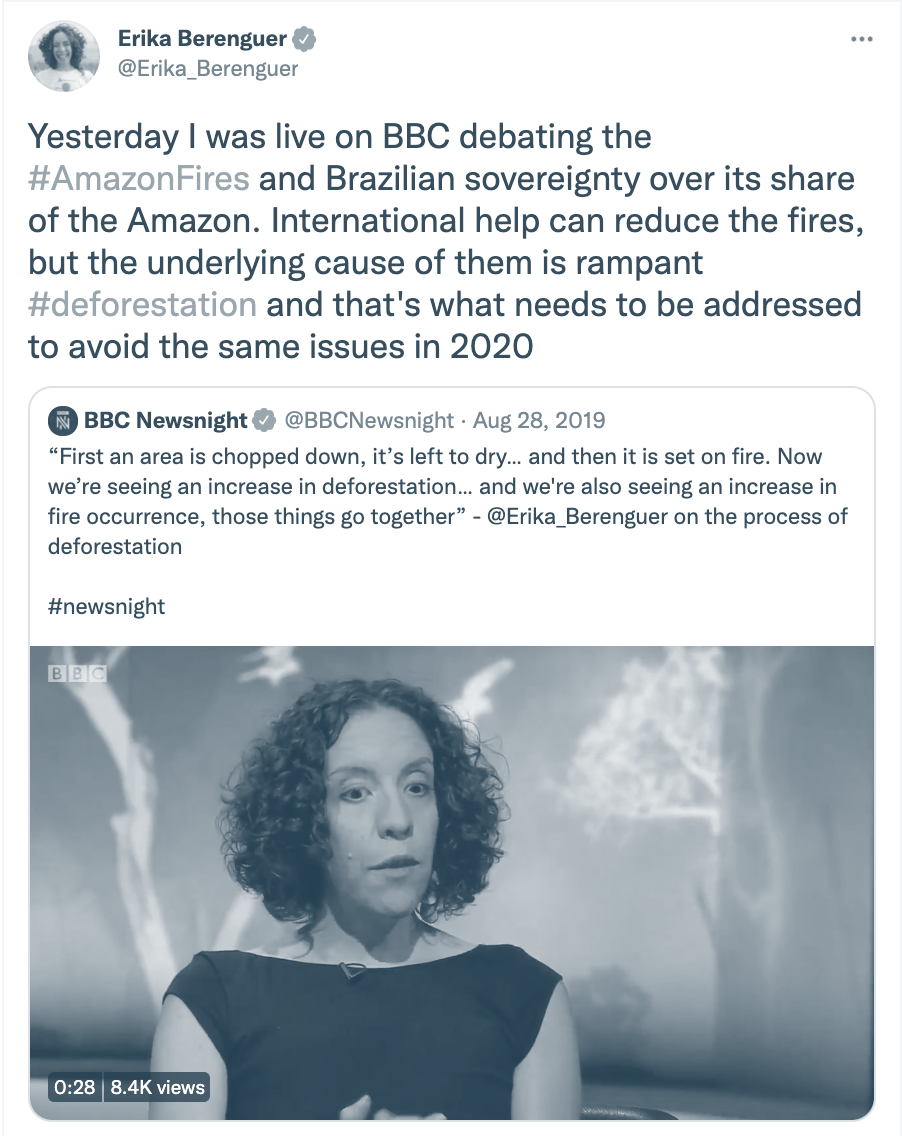 Erika Berenguer
@Erika_Berenguer
Yesterday I was live on BBC debating the
#AmazonFires and Brazilian sovereignty over its share
of the Amazon. International help can reduce the fires,
but the underlying cause of them is rampant
#deforestation and that's what needs to be addressed
to avoid the same issues in 2020
BBC Newsnight @BBCNewsnight · Aug 28, 2019
“First an area is chopped down, it’s left to dry... and then it is set on fire. Now
we’re seeing an increase in deforestation... and we're also seeing an increase in
fire occurrence, those things go together” - @Erika_Berenguer on the process of
deforestation
#newsnight
BBC
0:28 8.4K views